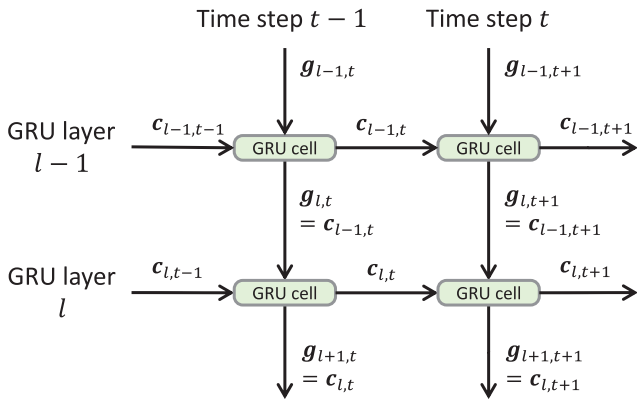 Time step t − 1
Time step t
g_{l−1,t}
g_{l−1,t+1}
GRU layer
l − 1
c_{l−1,t−1}
GRU cell
c_{l−1,t}
GRU cell
c_{l−1,t+1}
g_{l,t}
= c_{l−1,t}
g_{l,t+1}
= c_{l−1,t+1}
GRU layer
l
c_{l,t−1}
GRU cell
c_{l,t}
GRU cell
c_{l,t+1}
g_{l+1,t}
= c_{l,t}
g_{l+1,t+1}
= c_{l,t+1}